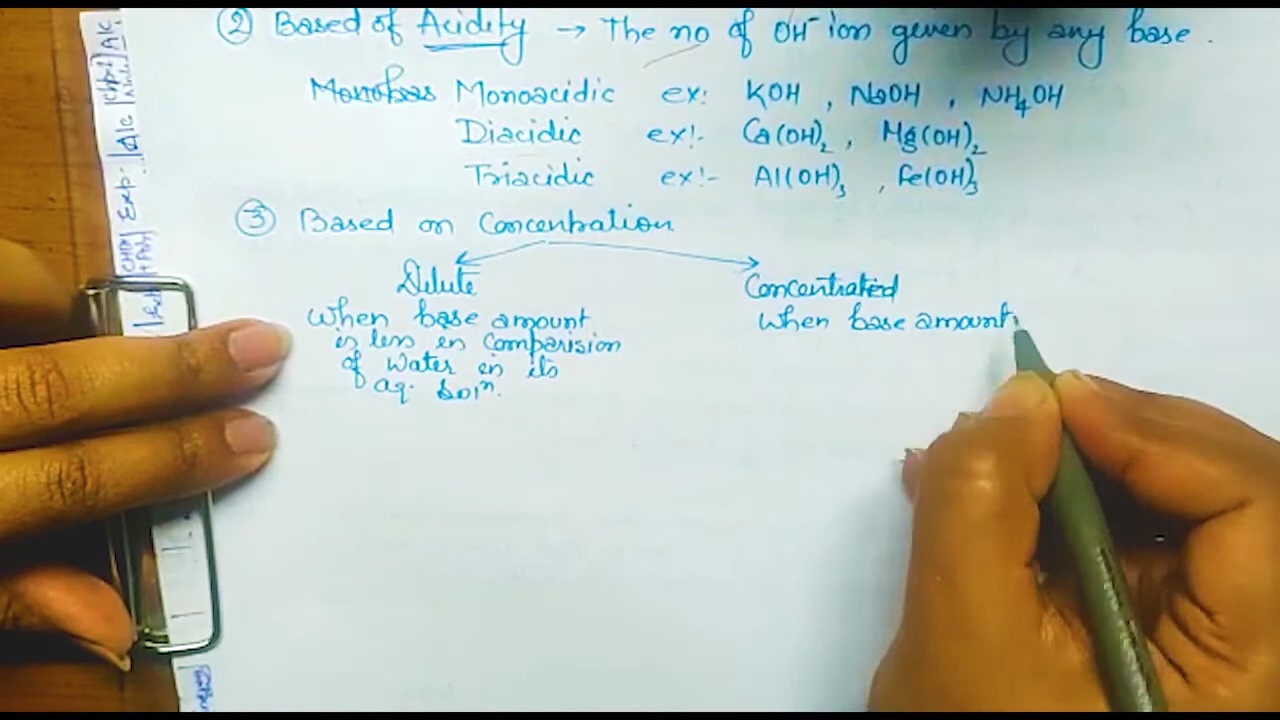 ② Based of Acidity → The no of OH⁻ ion given by any base .
Monobas Monoacidic ex: KOH , NaOH , NH4OH
Diacidic ex!- Ca(OH)2 , Mg(OH)2
Triacidic ex!- Al(OH)3 , Fe(OH)3
③ Based on Concentration
Dilute
When base amount
is less in Comparision
of Water in its
aq. Solⁿ.
Concentrated
When base amount
A/C
Exp.